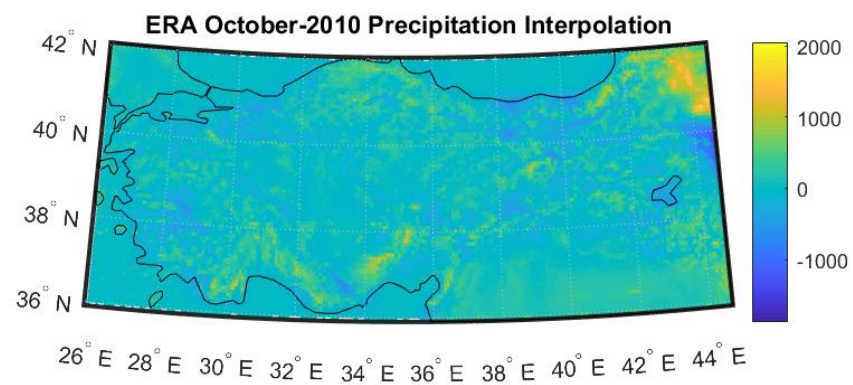 ERA October-2010 Precipitation Interpolation
42° N
40° N
38° N
36° N
26° E 28° E 30° E 32° E 34° E 36° E 38° E 40° E 42° E 44° E
2000
1000
0
-1000